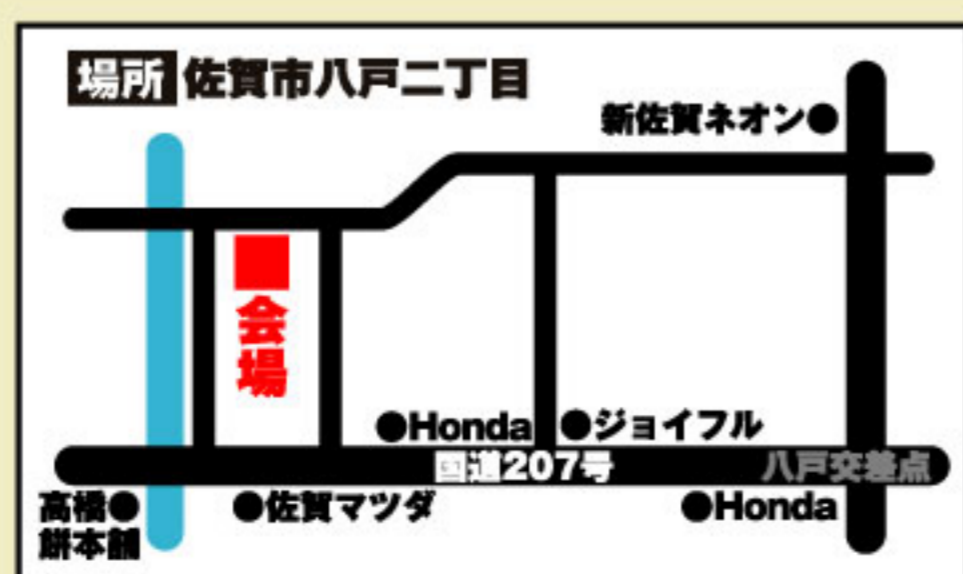 場所 佐賀市八戸二丁目
新佐賀ネオン●
会場
●Honda
●ジョイフル
国道207号
八戸交差点
高橋●
餅本舗
●佐賀マツダ
●Honda